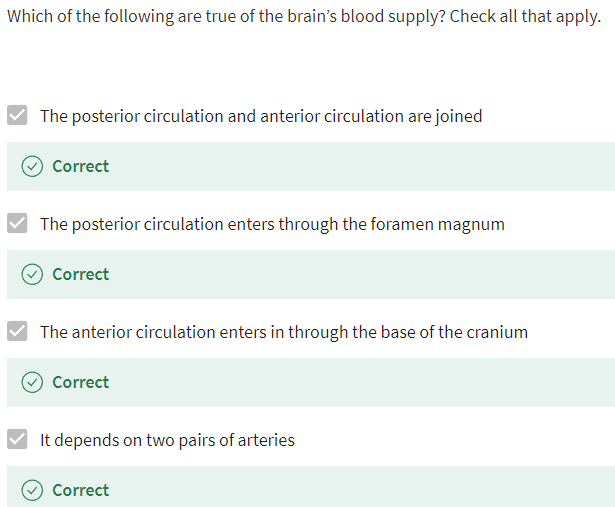 Which of the following are true of the brain’s blood supply? Check all that apply.
The posterior circulation and anterior circulation are joined
Correct
The posterior circulation enters through the foramen magnum
Correct
The anterior circulation enters in through the base of the cranium
Correct
It depends on two pairs of arteries
Correct